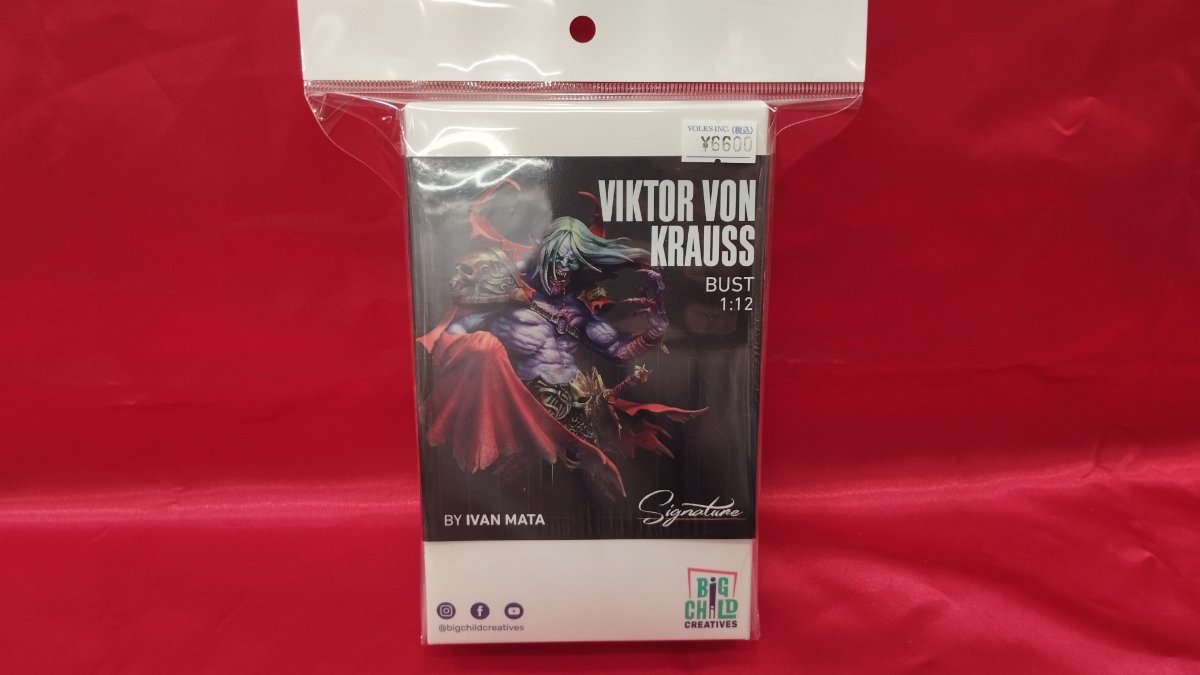 VOLKS INC. (税込)
¥6600
VIKTOR VON
KRAUSS
BUST
1:12
BY IVAN MATA
Signature
BiG
CHiLD
CREATIVES
@bigchildcreatives